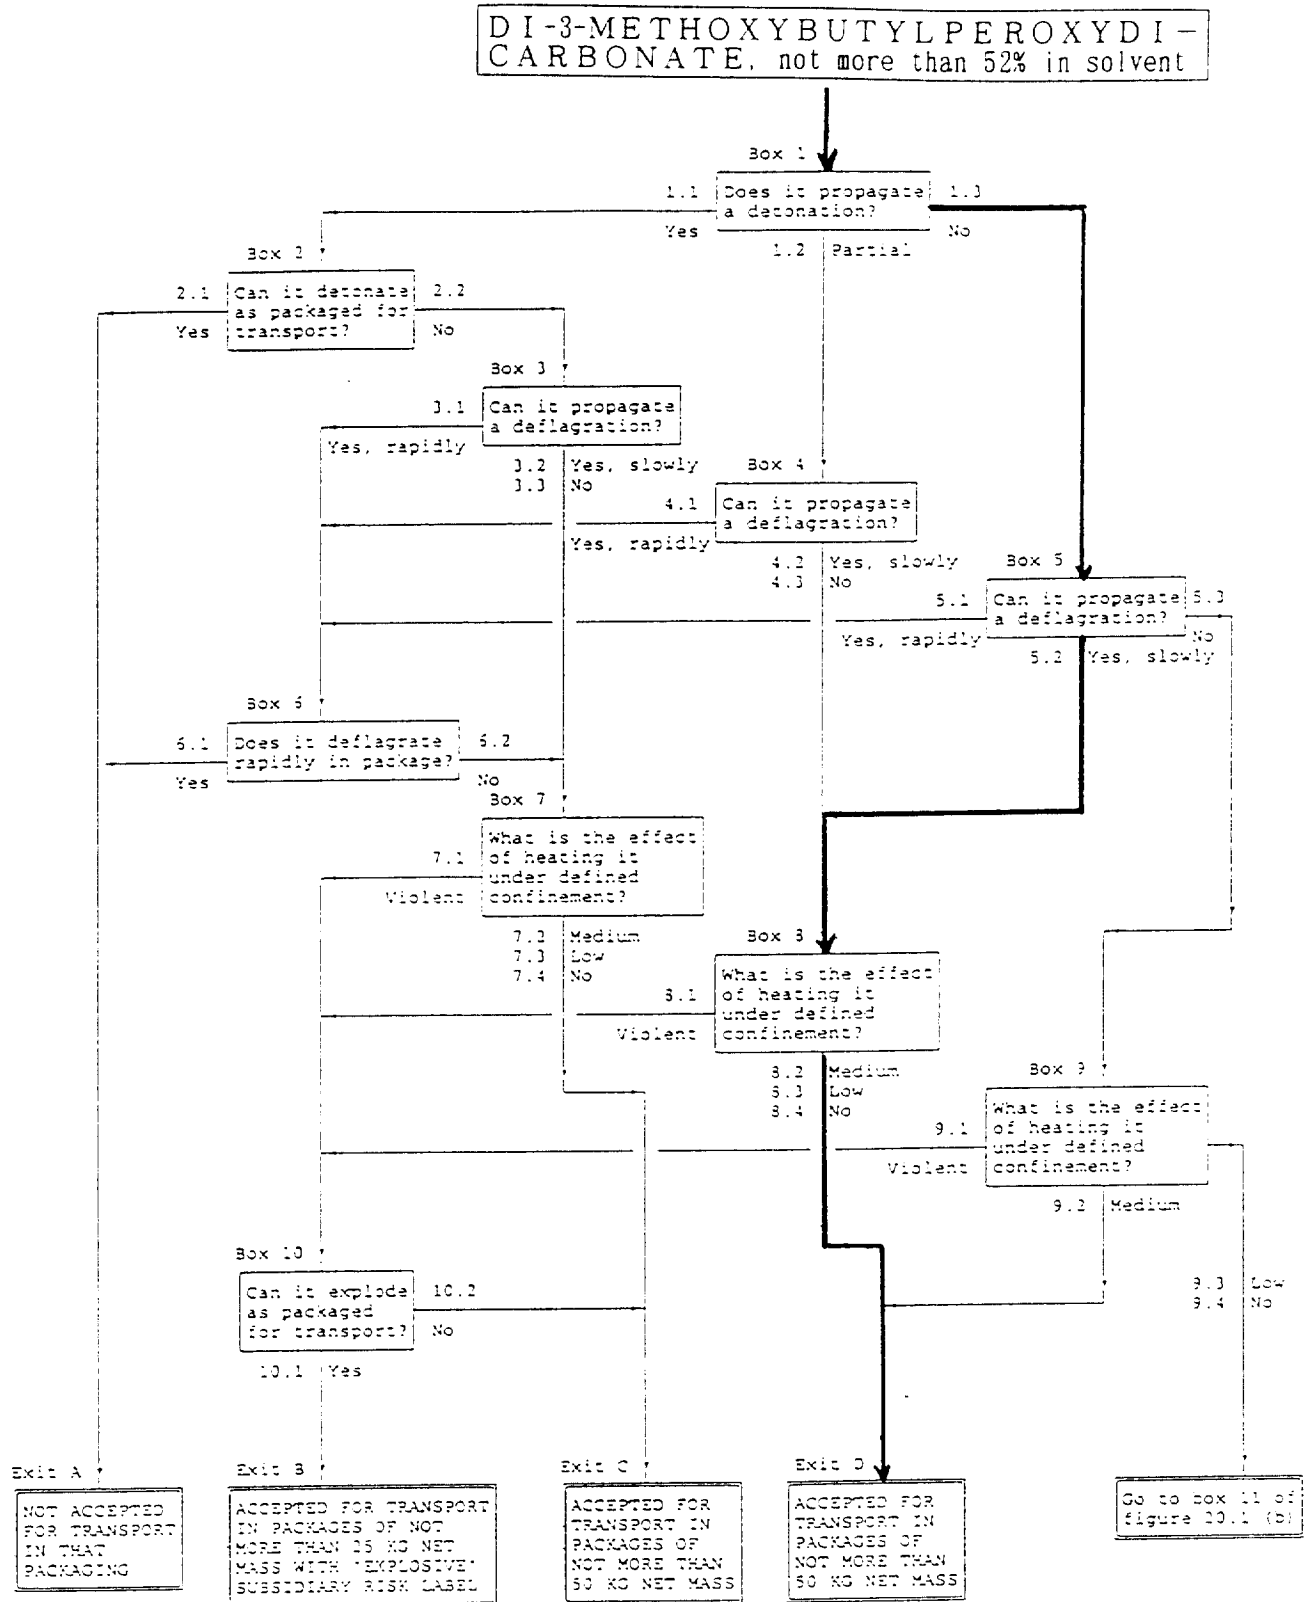 DI-3-METHOXYBUTYLPEROXYDI-
CARBONATE, not more than 52% in solvent
Box 1
1.1
Does it propagate
a detonation?
1.3
Yes
No
1.2 Partial
Box 2
2.1
Can it detonate
as packaged for
transport?
2.2
Yes
No
Box 3
3.1
Can it propagate
a deflagration?
Yes, rapidly
3.2 Yes, slowly
3.3 No
Box 4
4.1
Can it propagate
a deflagration?
Yes, rapidly
4.2 Yes, slowly
4.3 No
Box 5
5.1
Can it propagate
a deflagration?
5.3
Yes, rapidly
No
5.2 Yes, slowly
Box 6
6.1
Does it deflagrate
rapidly in package?
6.2
Yes
No
Box 7
7.1
What is the effect
of heating it
under defined
confinement?
Violent
7.2 Medium
7.3 Low
7.4 No
Box 8
8.1
What is the effect
of heating it
under defined
confinement?
Violent
8.2 Medium
8.3 Low
8.4 No
Box 9
9.1
What is the effect
of heating it
under defined
confinement?
Violent
9.2 Medium
9.3 Low
9.4 No
Box 10
Can it explode
as packaged
for transport?
10.2
No
10.1 Yes
Exit A
NOT ACCEPTED
FOR TRANSPORT
IN THAT
PACKAGING
Exit B
ACCEPTED FOR TRANSPORT
IN PACKAGES OF NOT
MORE THAN 25 KG NET
MASS WITH "EXPLOSIVE"
SUBSIDIARY RISK LABEL
Exit C
ACCEPTED FOR
TRANSPORT IN
PACKAGES OF
NOT MORE THAN
50 KG NET MASS
Exit D
ACCEPTED FOR
TRANSPORT IN
PACKAGES OF
NOT MORE THAN
50 KG NET MASS
Go to box 11 of
figure 20.1 (b)